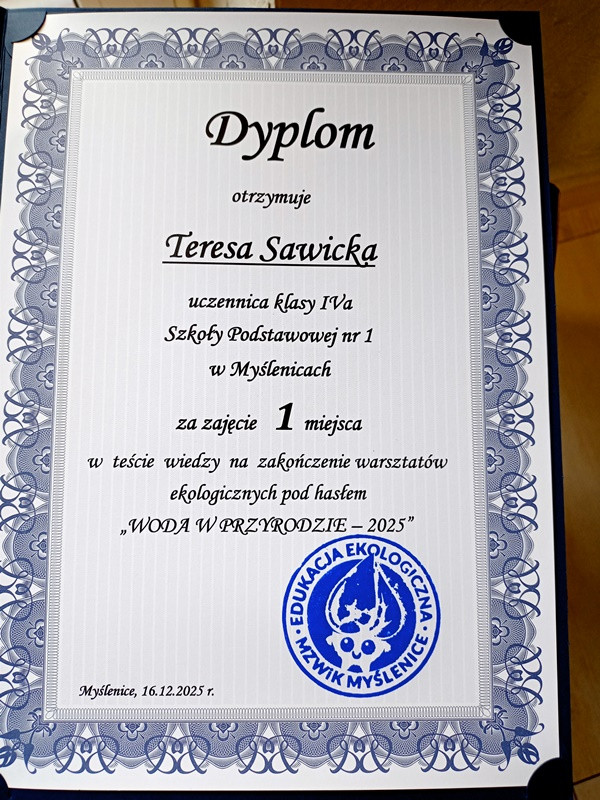 Dyplom
otrzymuje
Teresa Sawicka
uczennica klasy IVa
Szkoły Podstawowej nr 1
w Myślenicach
za zajęcie 1 miejsca
w teście wiedzy na zakończenie warsztatów
ekologicznych pod hasłem
„WODA W PRZYRODZIE – 2025”
EDUKACJA EKOLOGICZNA
MZWIK MYŚLENICE
Myślenice, 16.12.2025 r.